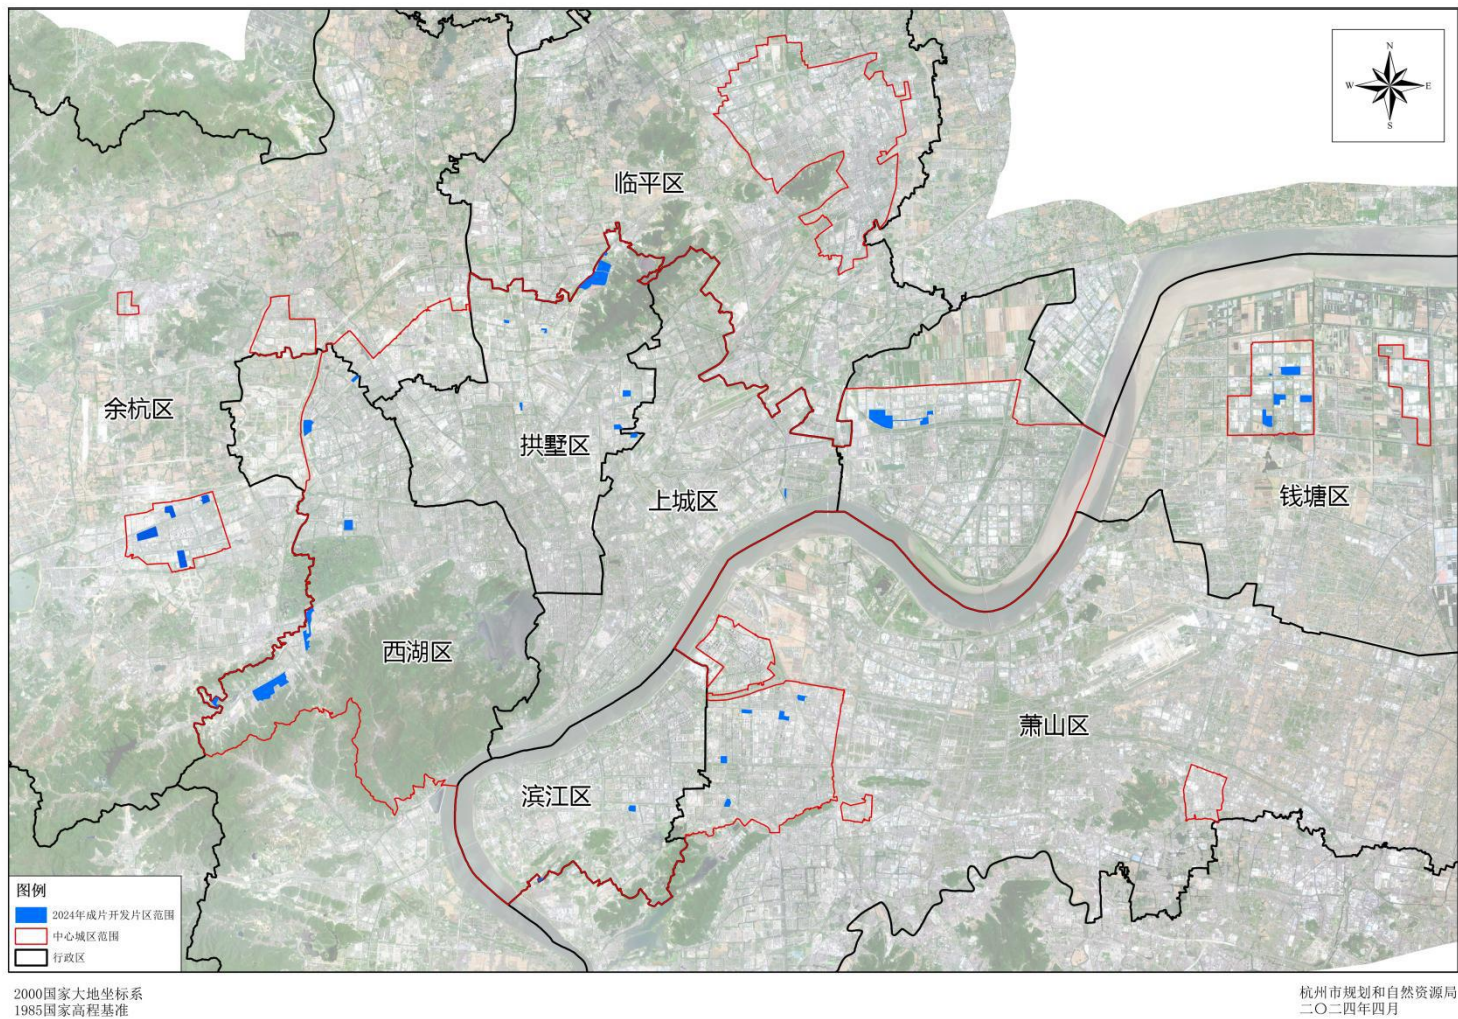 N
W
E
S
临平区
余杭区
拱墅区
上城区
钱塘区
西湖区
萧山区
滨江区
图例
2024年成片开发片区范围
中心城区范围
行政区
2000国家大地坐标系
1985国家高程基准
杭州市规划和自然资源局
二〇二四年四月